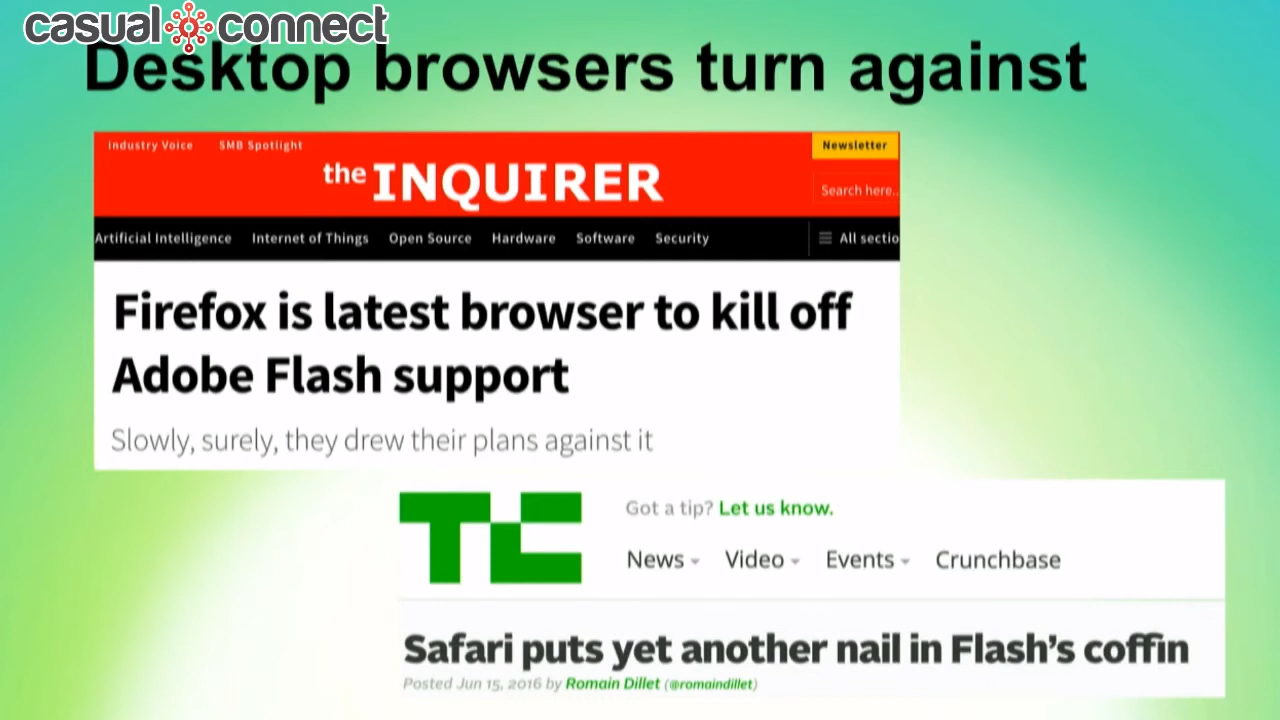 casual connect
Desktop browsers turn against
Industry Voice SMB Spotlight Newsletter
the INQUIRER
Search here..
Artificial Intelligence Internet of Things Open Source Hardware Software Security All sectio
Firefox is latest browser to kill off
Adobe Flash support
Slowly, surely, they drew their plans against it
TC
Got a tip? Let us know.
News Video Events Crunchbase
Safari puts yet another nail in Flash's coffin
Posted Jun 15, 2016 by Romain Dillet (@romaindillet)